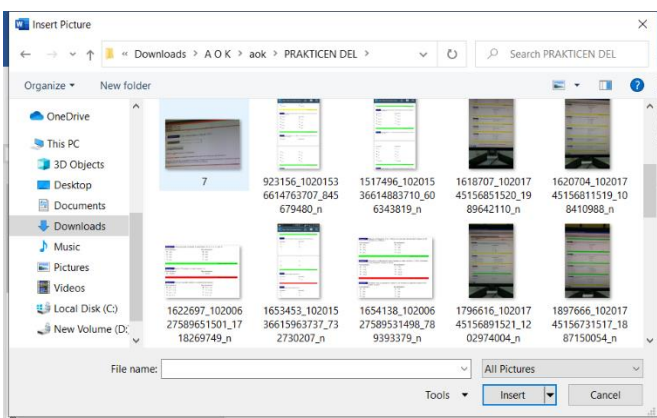 Insert Picture
« Downloads > A O K > aok > PRAKTICEN DEL >
Search PRAKTICEN DEL
Organize
New folder
OneDrive
This PC
3D Objects
Desktop
Documents
Downloads
Music
Pictures
Videos
Local Disk (C:)
New Volume (D:
7
923156_1020153
6614763707_845
679480_n
1517496_102015
36614883710_60
6343819_n
1618707_102017
45156851520_19
89642110_n
1620704_102017
45156811519_10
8410988_n
1622697_102006
27589651501_17
18269749_n
1653453_102015
36615963737_73
2730207_n
1654138_102006
27589531498_78
9393379_n
1796616_102017
45156891521_12
02974004_n
1897666_102017
45156731517_18
87150054_n
File name:
All Pictures
Tools
Insert
Cancel